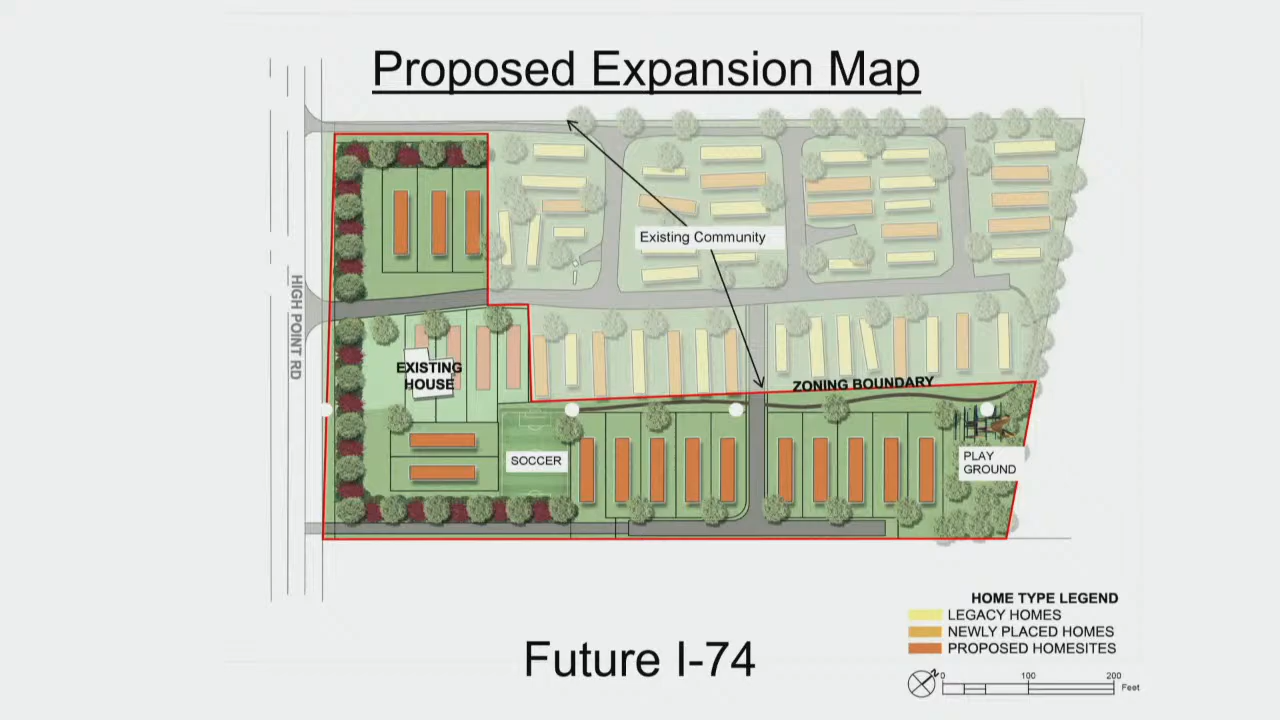 Proposed Expansion Map
Existing Community
HIGH POINT RD
EXISTING
HOUSE
ZONING BOUNDARY
SOCCER
PLAY
GROUND
HOME TYPE LEGEND
LEGACY HOMES
NEWLY PLACED HOMES
PROPOSED HOMESITES
Future I-74
Z
0 100 200
Feet